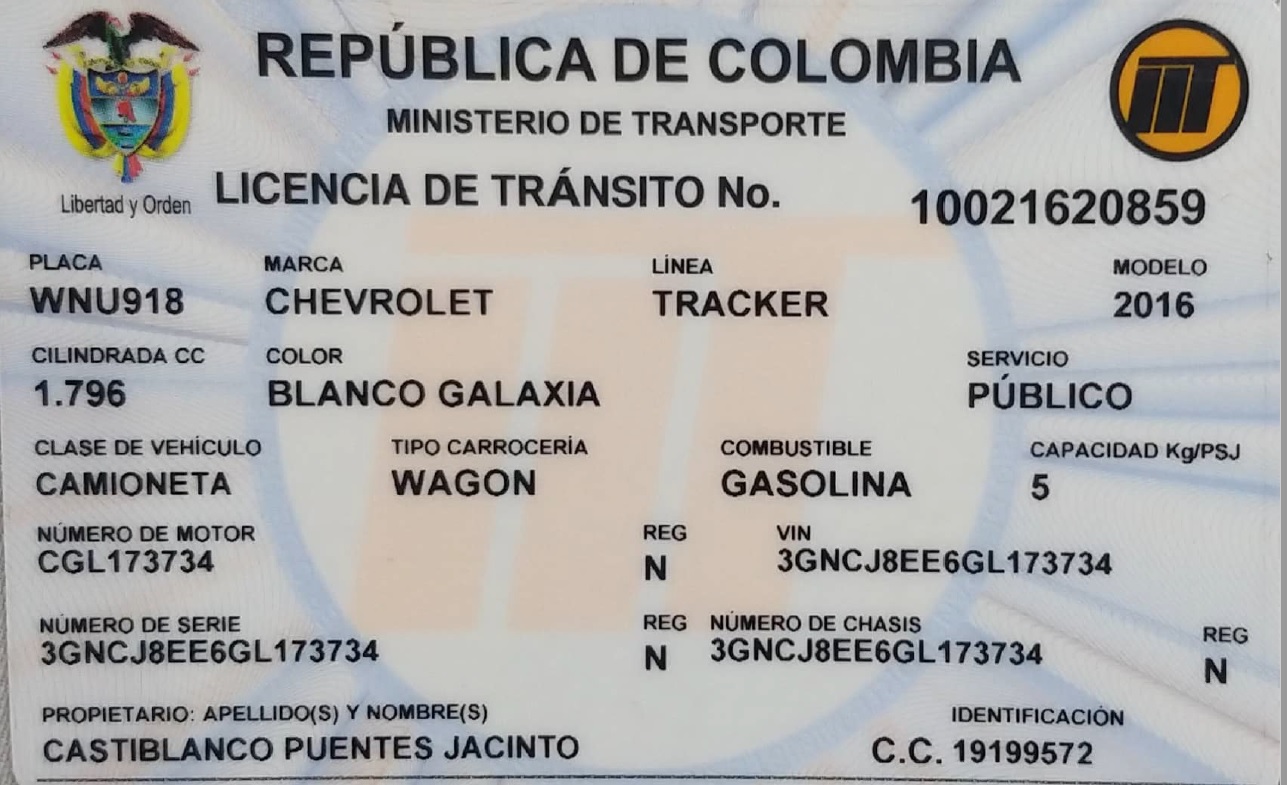 REPÚBLICA DE COLOMBIA
MINISTERIO DE TRANSPORTE
Libertad y Orden
LICENCIA DE TRÁNSITO No. 10021620859
PLACA MARCA LÍNEA MODELO
WNU918 CHEVROLET TRACKER 2016
CILINDRADA CC COLOR SERVICIO
1.796 BLANCO GALAXIA PÚBLICO
CLASE DE VEHÍCULO TIPO CARROCERÍA COMBUSTIBLE CAPACIDAD Kg/PSJ
CAMIONETA WAGON GASOLINA 5
NÚMERO DE MOTOR REG VIN
CGL173734 N 3GNCJ8EE6GL173734
NÚMERO DE SERIE REG NÚMERO DE CHASIS REG
3GNCJ8EE6GL173734 N 3GNCJ8EE6GL173734 N
PROPIETARIO: APELLIDO(S) Y NOMBRE(S) IDENTIFICACIÓN
CASTIBLANCO PUENTES JACINTO C.C. 19199572